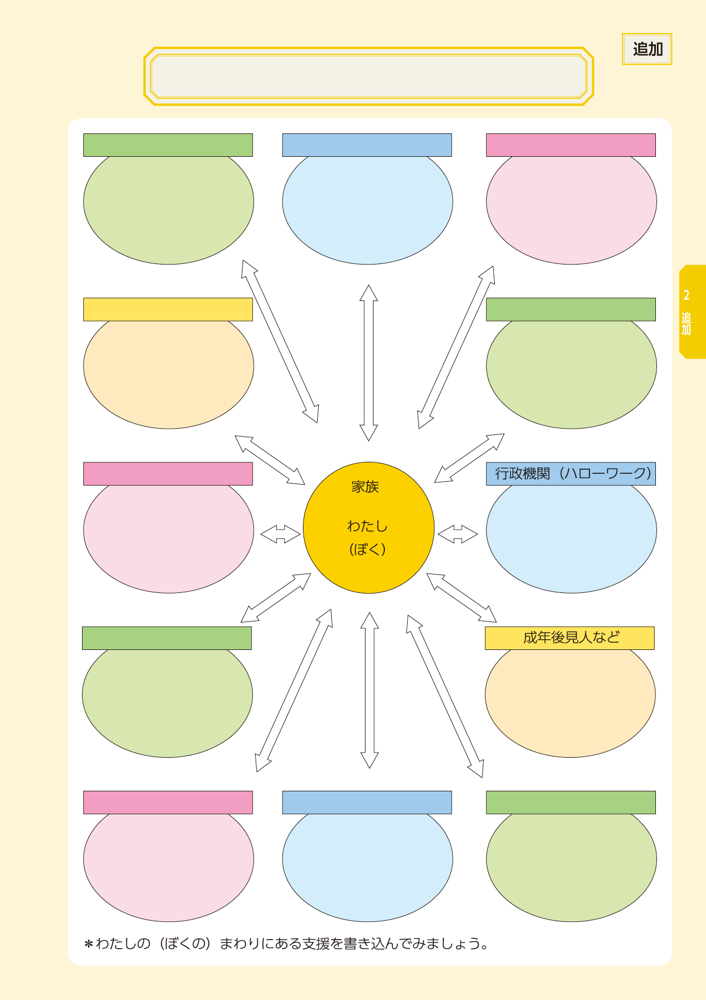 追加
2 追加
行政機関（ハローワーク）
家族
わたし
（ぼく）
成年後見人など
＊わたしの（ぼくの）まわりにある支援を書き込んでみましょう。